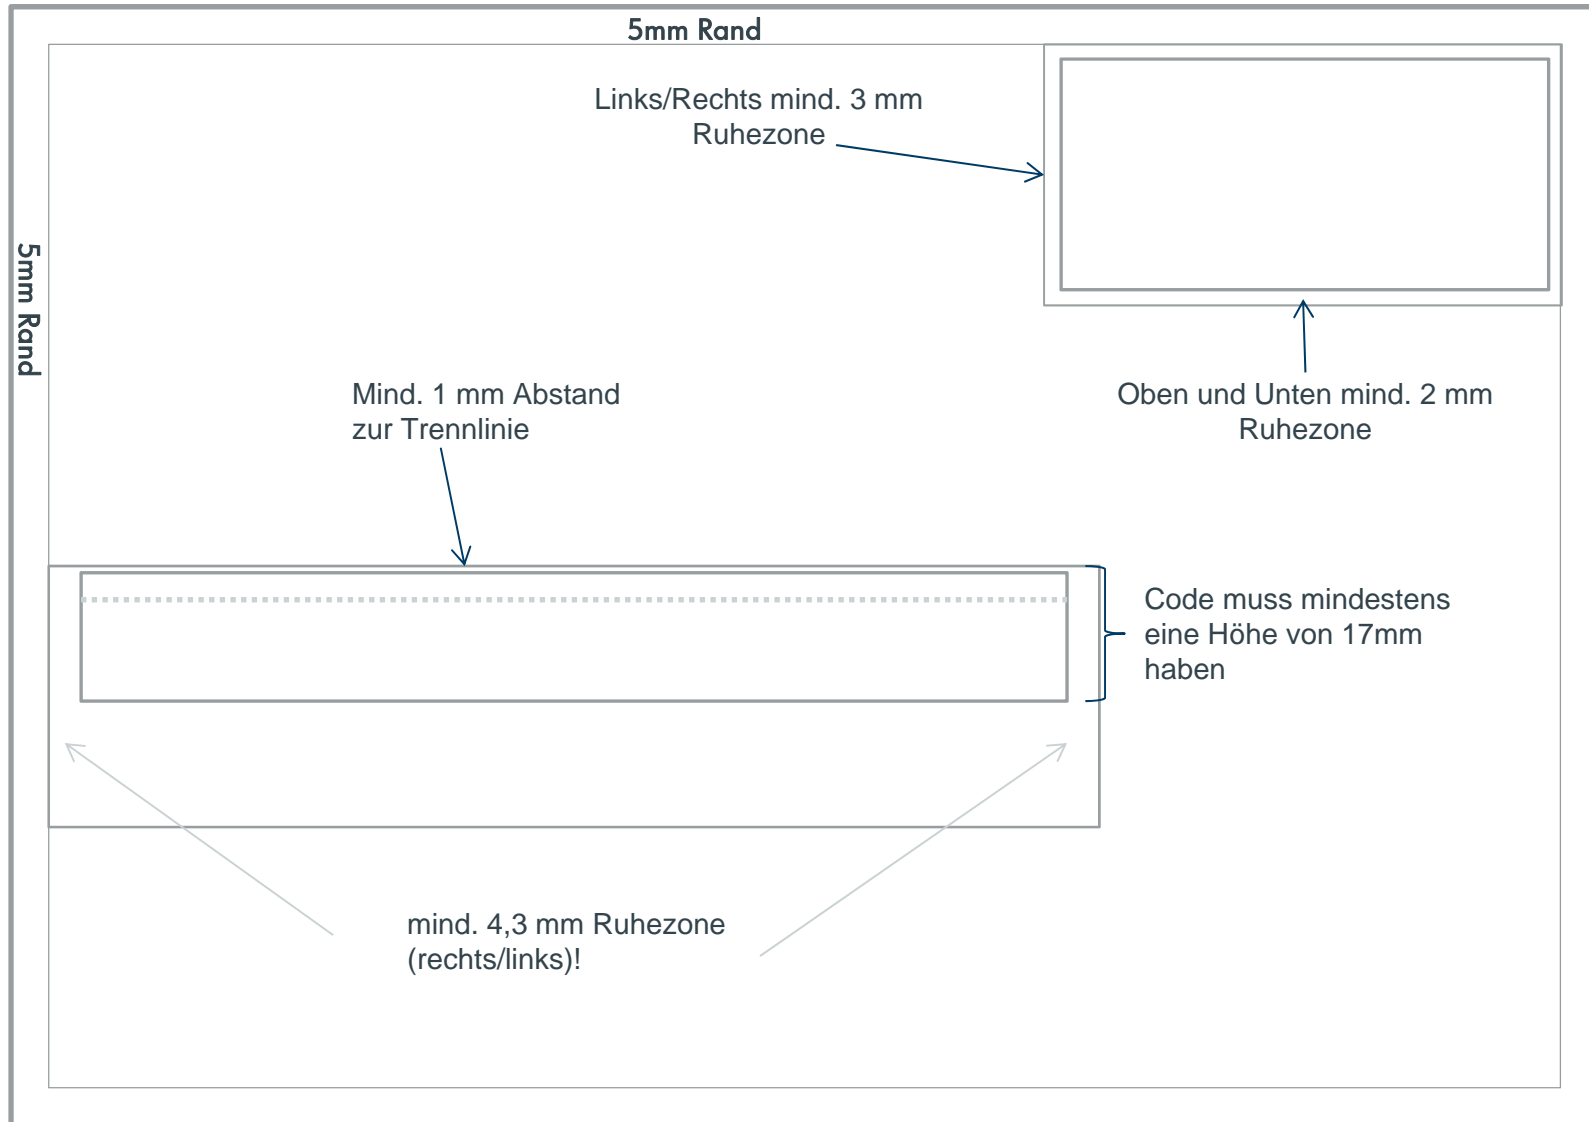 5mm Rand
Links/Rechts mind. 3 mm
Ruhezone
5mm Rand
Mind. 1 mm Abstand
zur Trennlinie
Oben und Unten mind. 2 mm
Ruhezone
Code muss mindestens
eine Höhe von 17mm
haben
mind. 4,3 mm Ruhezone
(rechts/links)!